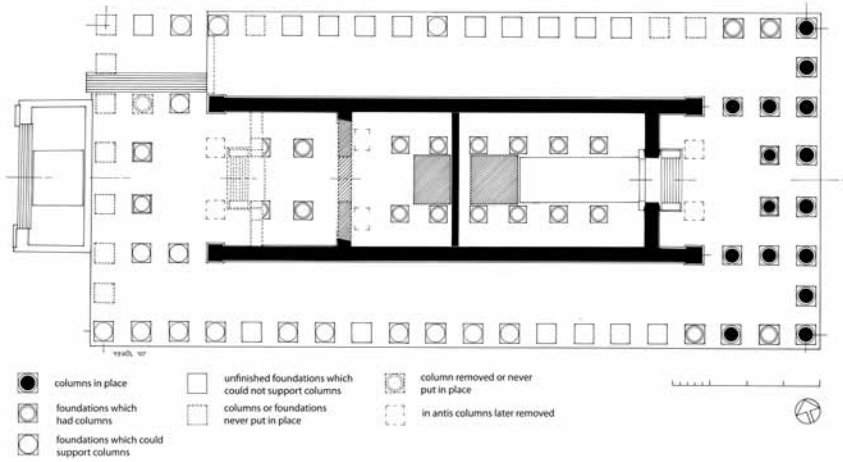 YEGÜL '07
columns in place
foundations which
had columns
foundations which could
support columns
unfinished foundations which
could not support columns
columns or foundations
never put in place
column removed or never
put in place
in antis columns later removed